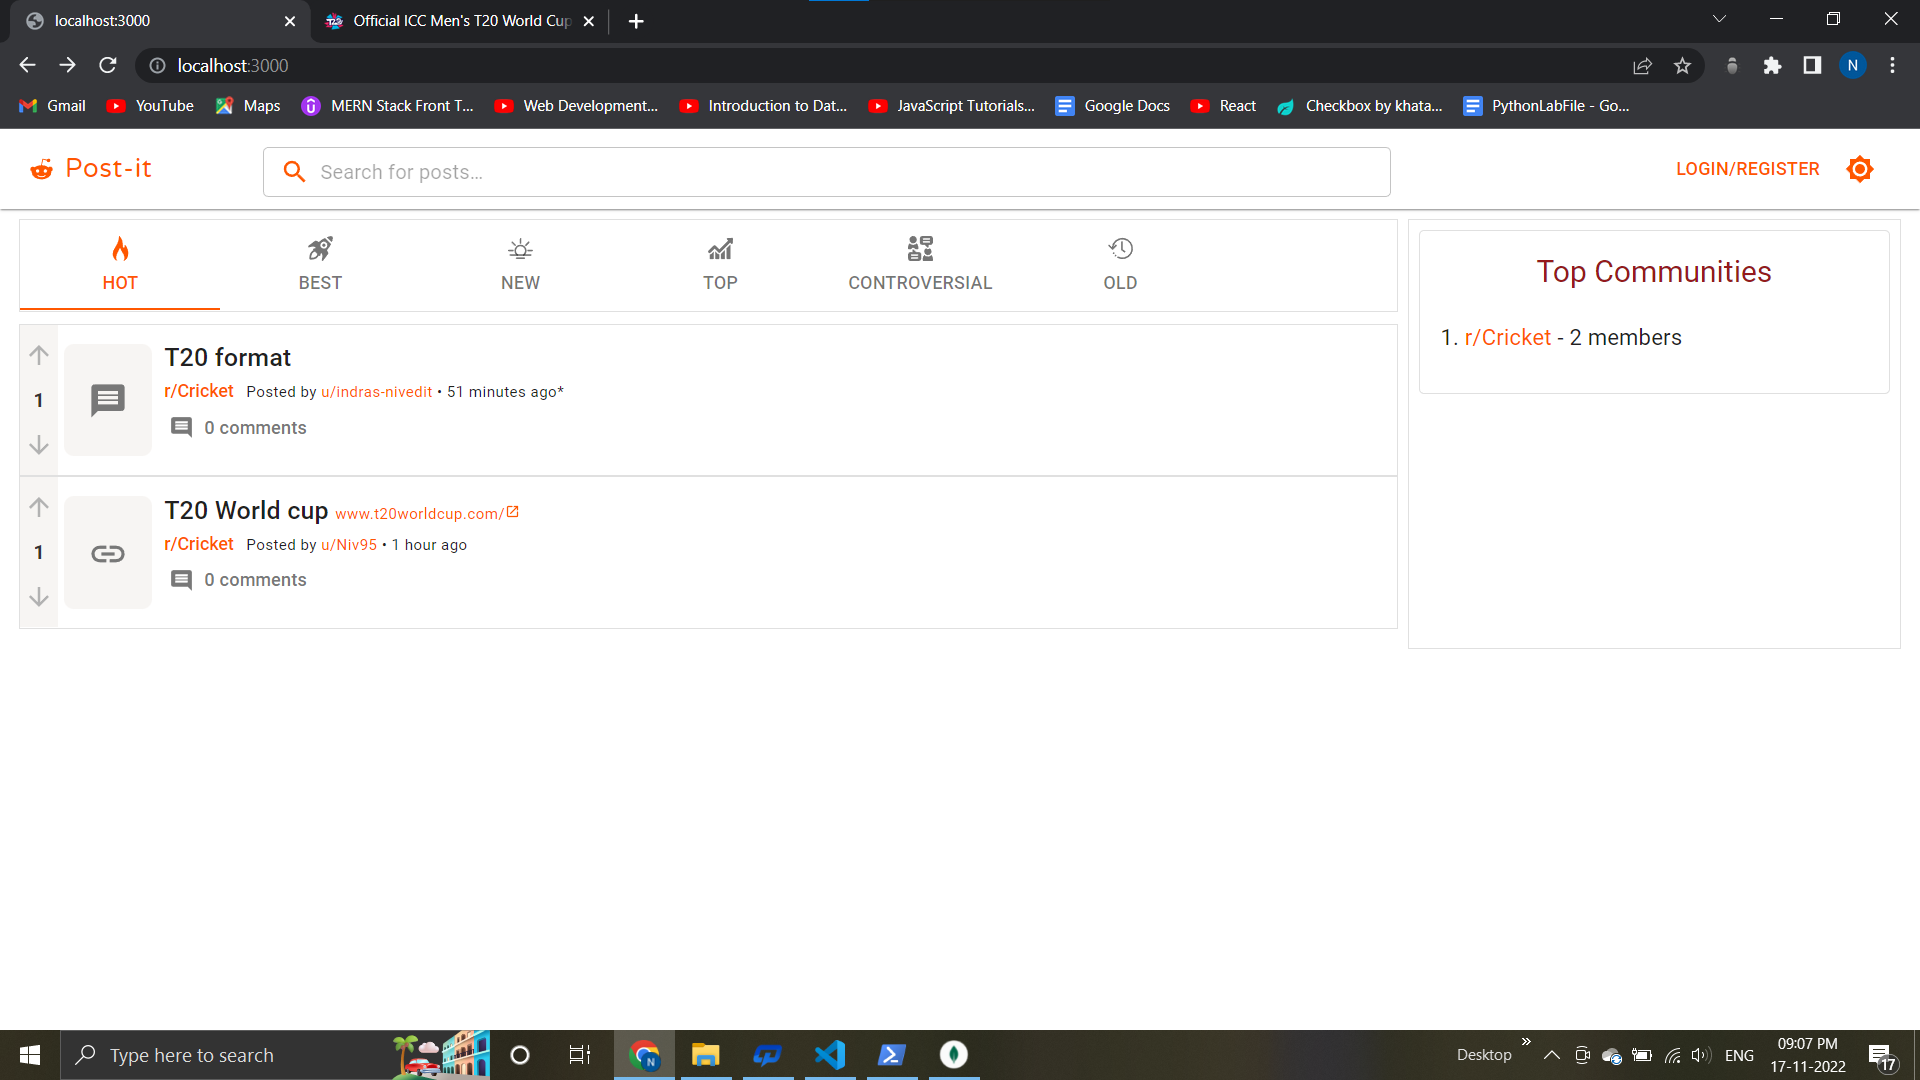 localhost:3000
Official ICC Men's T20 World Cup
localhost:3000
N
Gmail
YouTube
Maps
MERN Stack Front T...
Web Development...
Introduction to Dat...
JavaScript Tutorials...
Google Docs
React
Checkbox by khata...
PythonLabFile - Go...
Post-it
Search for posts...
LOGIN/REGISTER
HOT
BEST
NEW
TOP
CONTROVERSIAL
OLD
T20 format
r/Cricket Posted by u/indras-nivedit • 51 minutes ago*
0 comments
1
T20 World cup www.t20worldcup.com/
r/Cricket Posted by u/Niv95 • 1 hour ago
0 comments
1
Top Communities
1. r/Cricket - 2 members
Type here to search
N
Desktop
ENG
09:07 PM
17-11-2022
17